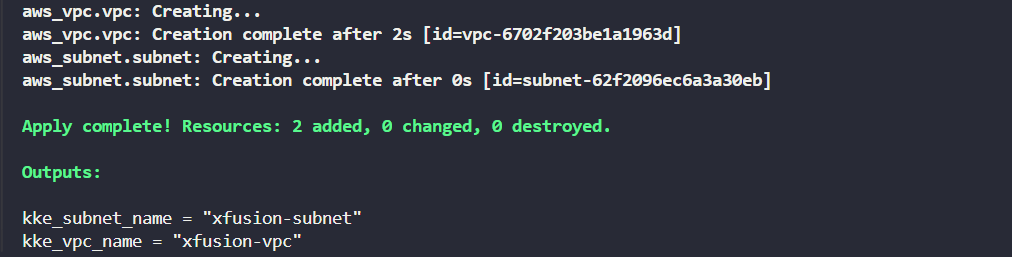 aws_vpc.vpc: Creating...
aws_vpc.vpc: Creation complete after 2s [id=vpc-6702f203be1a1963d]
aws_subnet.subnet: Creating...
aws_subnet.subnet: Creation complete after 0s [id=subnet-62f2096ec6a3a30eb]
Apply complete! Resources: 2 added, 0 changed, 0 destroyed.
Outputs:
kke_subnet_name = "xfusion-subnet"
kke_vpc_name = "xfusion-vpc"